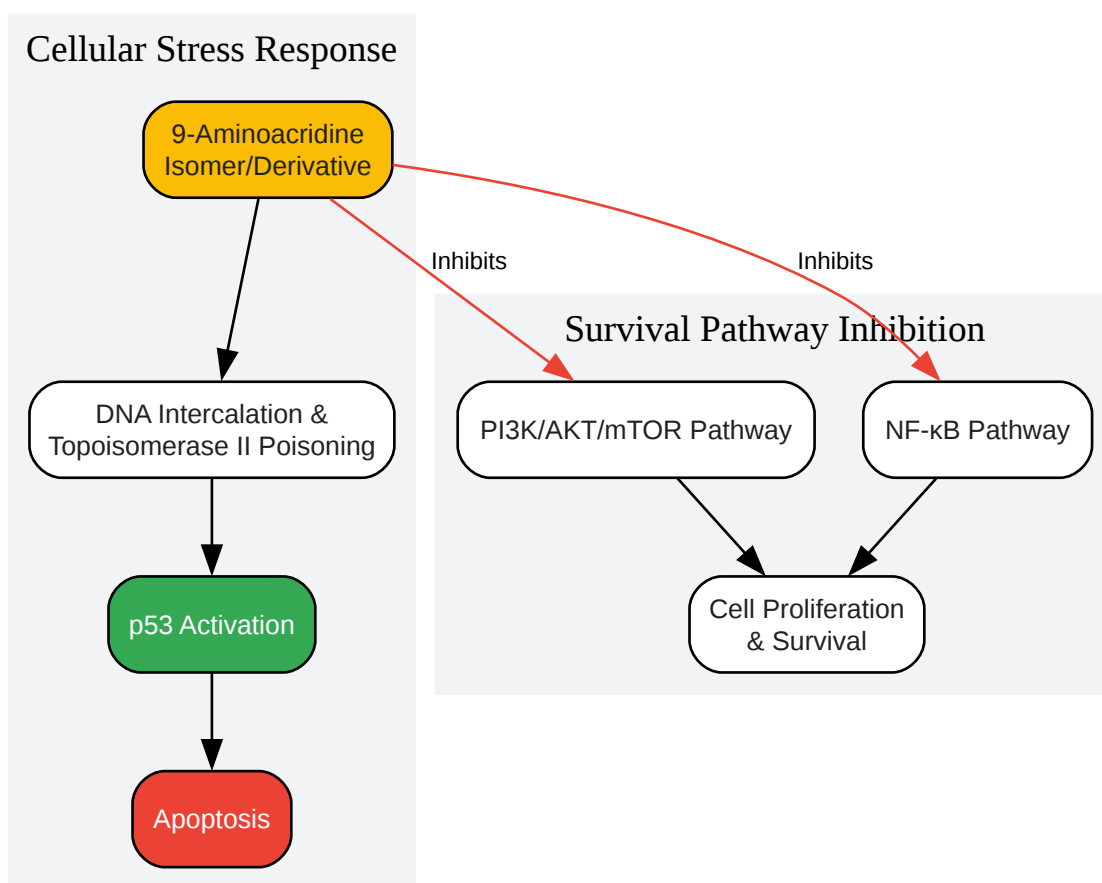 Cellular Stress Response
9-Aminoacridine
Isomer/Derivative
Inhibits
Inhibits
Survival Pathway Inhibition
DNA Intercalation &
Topoisomerase II Poisoning
PI3K/AKT/mTOR Pathway
NF-κB Pathway
p53 Activation
Cell Proliferation
& Survival
Apoptosis